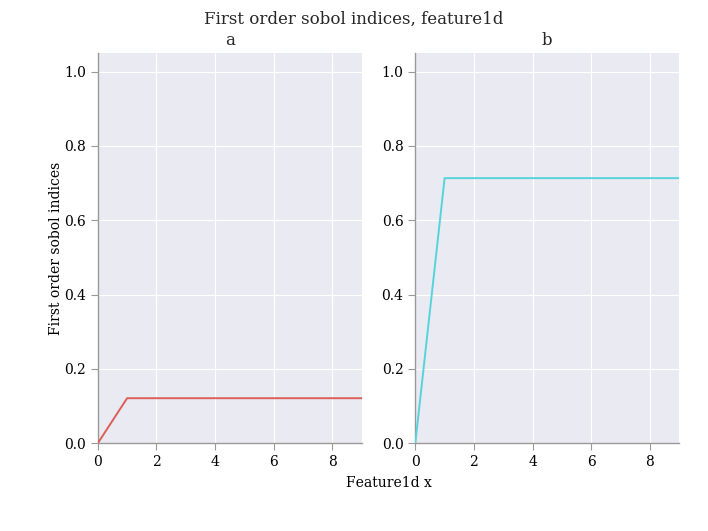 First order sobol indices, feature1d
a
b
1.0
0.8
0.6
0.4
0.2
0.0
First order sobol indices
0 2 4 6 8
1.0
0.8
0.6
0.4
0.2
0.0
0 2 4 6 8
Feature1d x